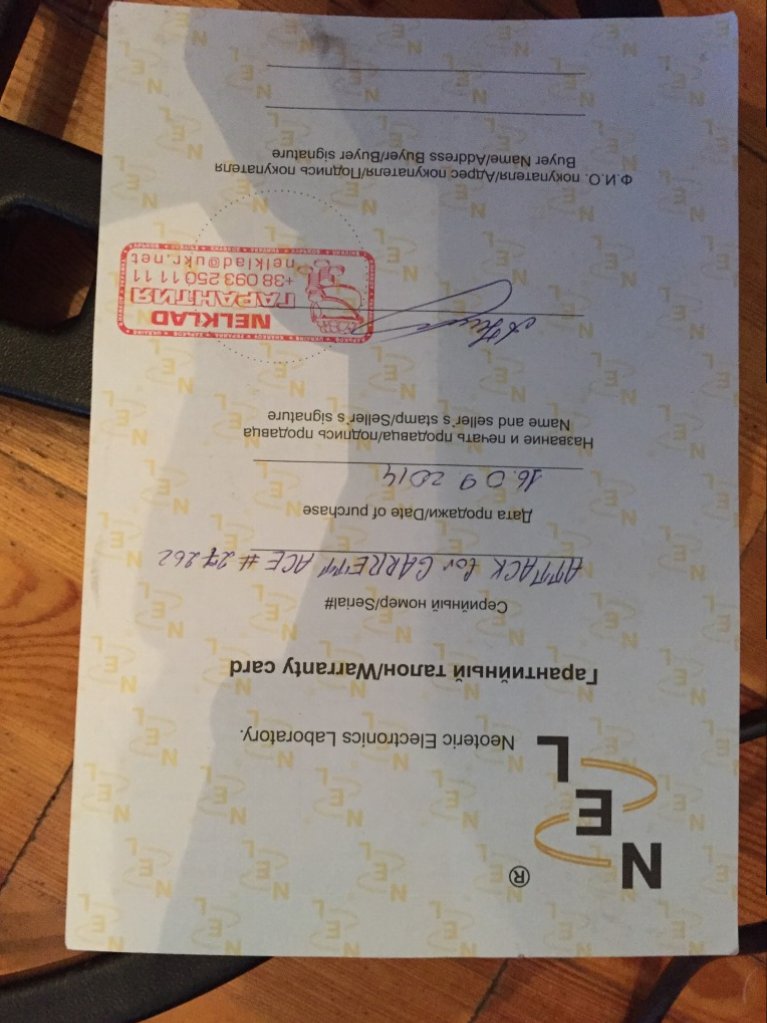 NEL®
Neoteric Electronics Laboratory.
Гарантийный талон/Warranty card
Серийный номер/Serial#
ATTACK for GARRETT ACE # 27262
Дата продажи/Date of purchase
16.09 2014
Название и печать продавца/подпись продавца
Name and seller`s stamp/Seller`s signature
NELKLAD
ГАРАНТИЯ
+38 093 250 11 11
nelklad@ukr.net
Ф.И.О. покупателя/Адрес покупателя/Подпись покупателя
Buyer Name/Address Buyer/Buyer signature